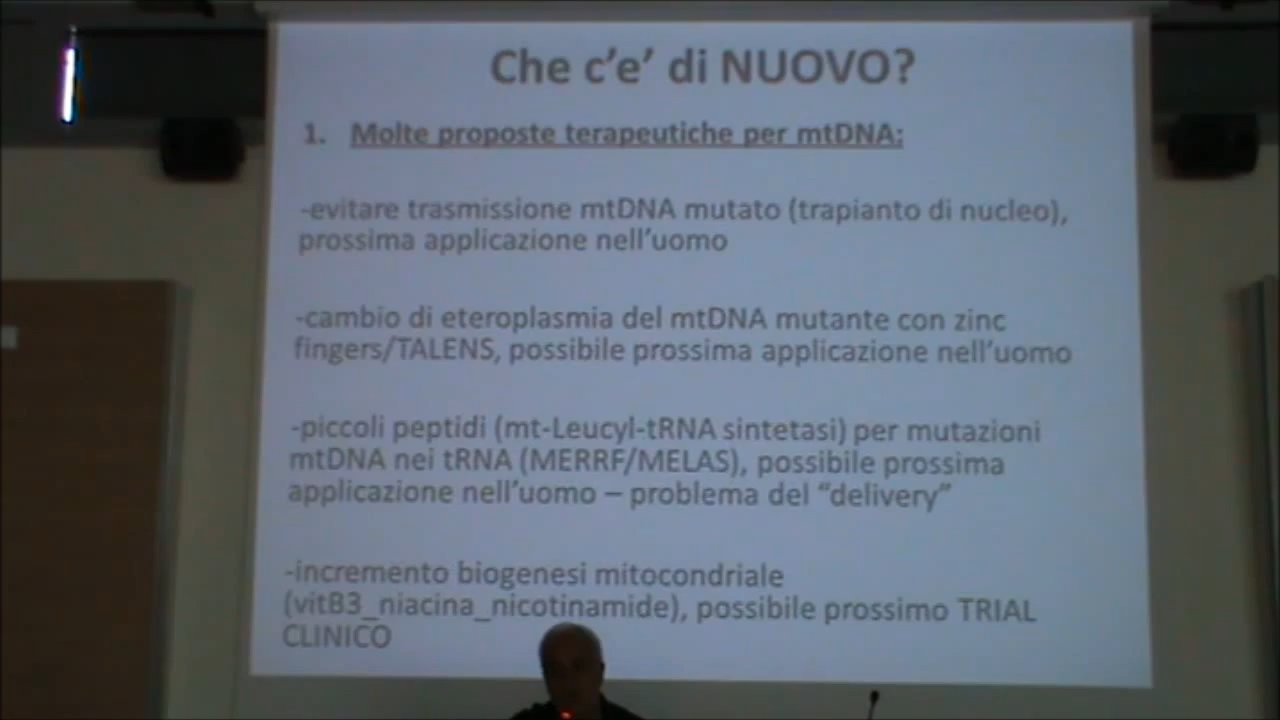 Che c'e' di NUOVO?
1. Molte proposte terapeutiche per mtDNA:
-evitare trasmissione mtDNA mutato (trapianto di nucleo),
prossima applicazione nell'uomo
-cambio di eteroplasmia del mtDNA mutante con zinc
fingers/TALENS, possibile prossima applicazione nell'uomo
-piccoli peptidi (mt-Leucyl-tRNA sintetasi) per mutazioni
mtDNA nei tRNA (MERRF/MELAS), possibile prossima
applicazione nell'uomo – problema del "delivery"
-incremento biogenesi mitocondriale
(vitB3_niacina_nicotinamide), possibile prossimo TRIAL
CLINICO